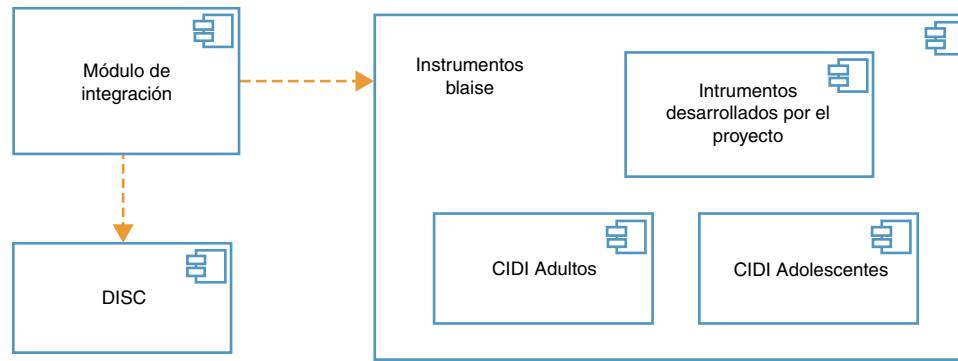 Módulo de
integración
Instrumentos
blaise
Intrumentos
desarrollados por el
proyecto
CIDI Adultos
CIDI Adolescentes
DISC